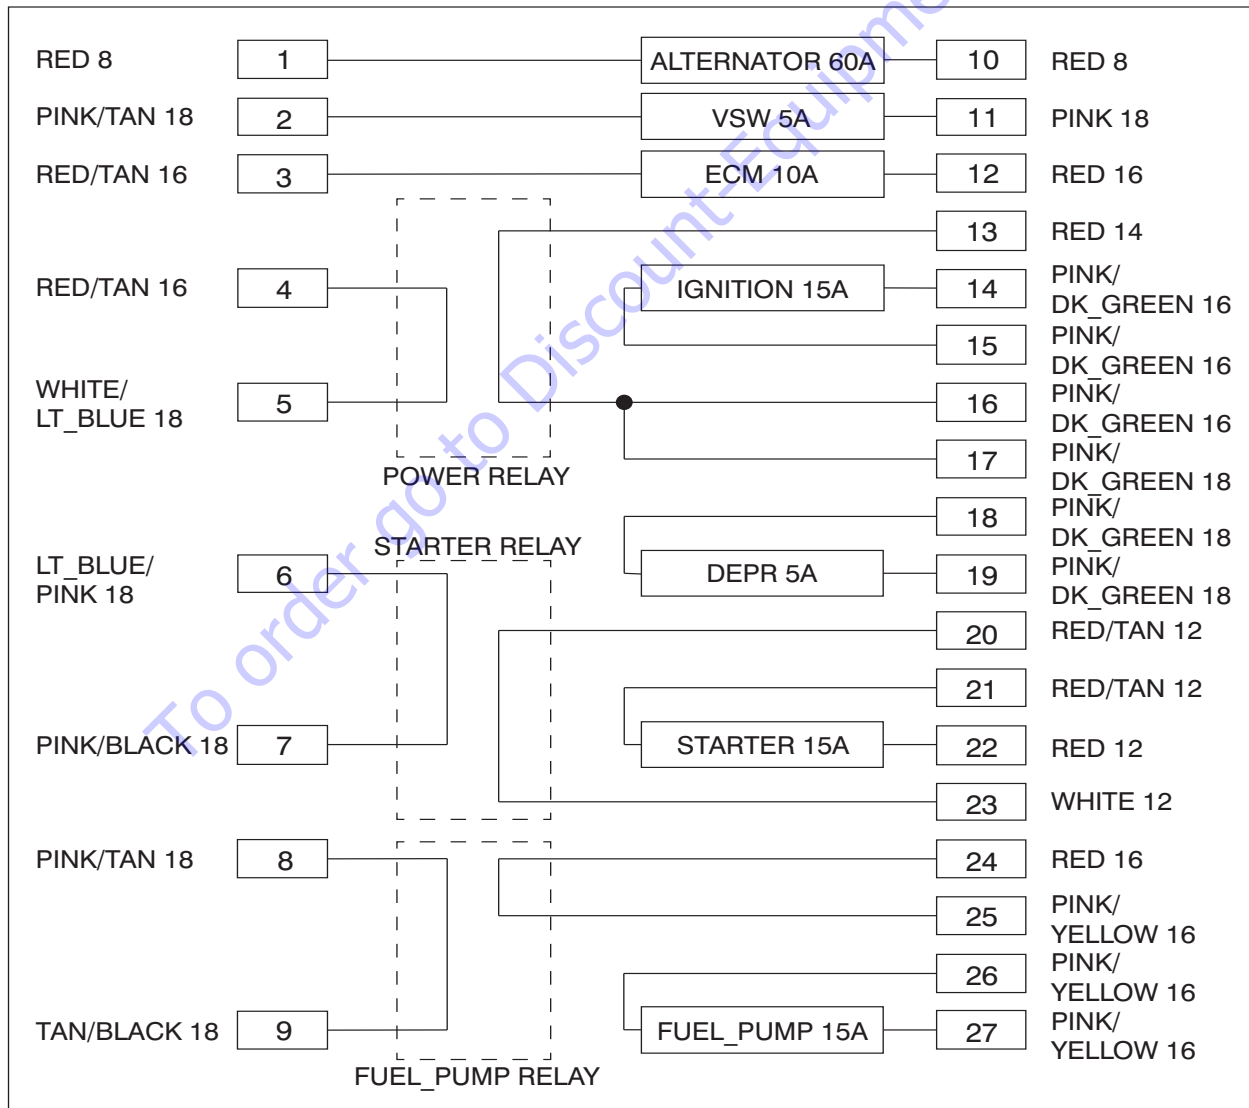 RED 8 1 ALTERNATOR 60A 10 RED 8
PINK/TAN 18 2 VSW 5A 11 PINK 18
RED/TAN 16 3 ECM 10A 12 RED 16
13 RED 14
RED/TAN 16 4 IGNITION 15A 14 PINK/
DK_GREEN 16
15 PINK/
DK_GREEN 16
WHITE/
LT_BLUE 18 5 16 PINK/
DK_GREEN 16
17 PINK/
DK_GREEN 18
POWER RELAY
18 PINK/
DK_GREEN 18
STARTER RELAY
LT_BLUE/
PINK 18 6 DEPR 5A 19 PINK/
DK_GREEN 18
20 RED/TAN 12
21 RED/TAN 12
PINK/BLACK 18 7 STARTER 15A 22 RED 12
23 WHITE 12
PINK/TAN 18 8 24 RED 16
25 PINK/
YELLOW 16
26 PINK/
YELLOW 16
TAN/BLACK 18 9 FUEL_PUMP 15A 27 PINK/
YELLOW 16
FUEL_PUMP RELAY
To order go to Discount-Equipme